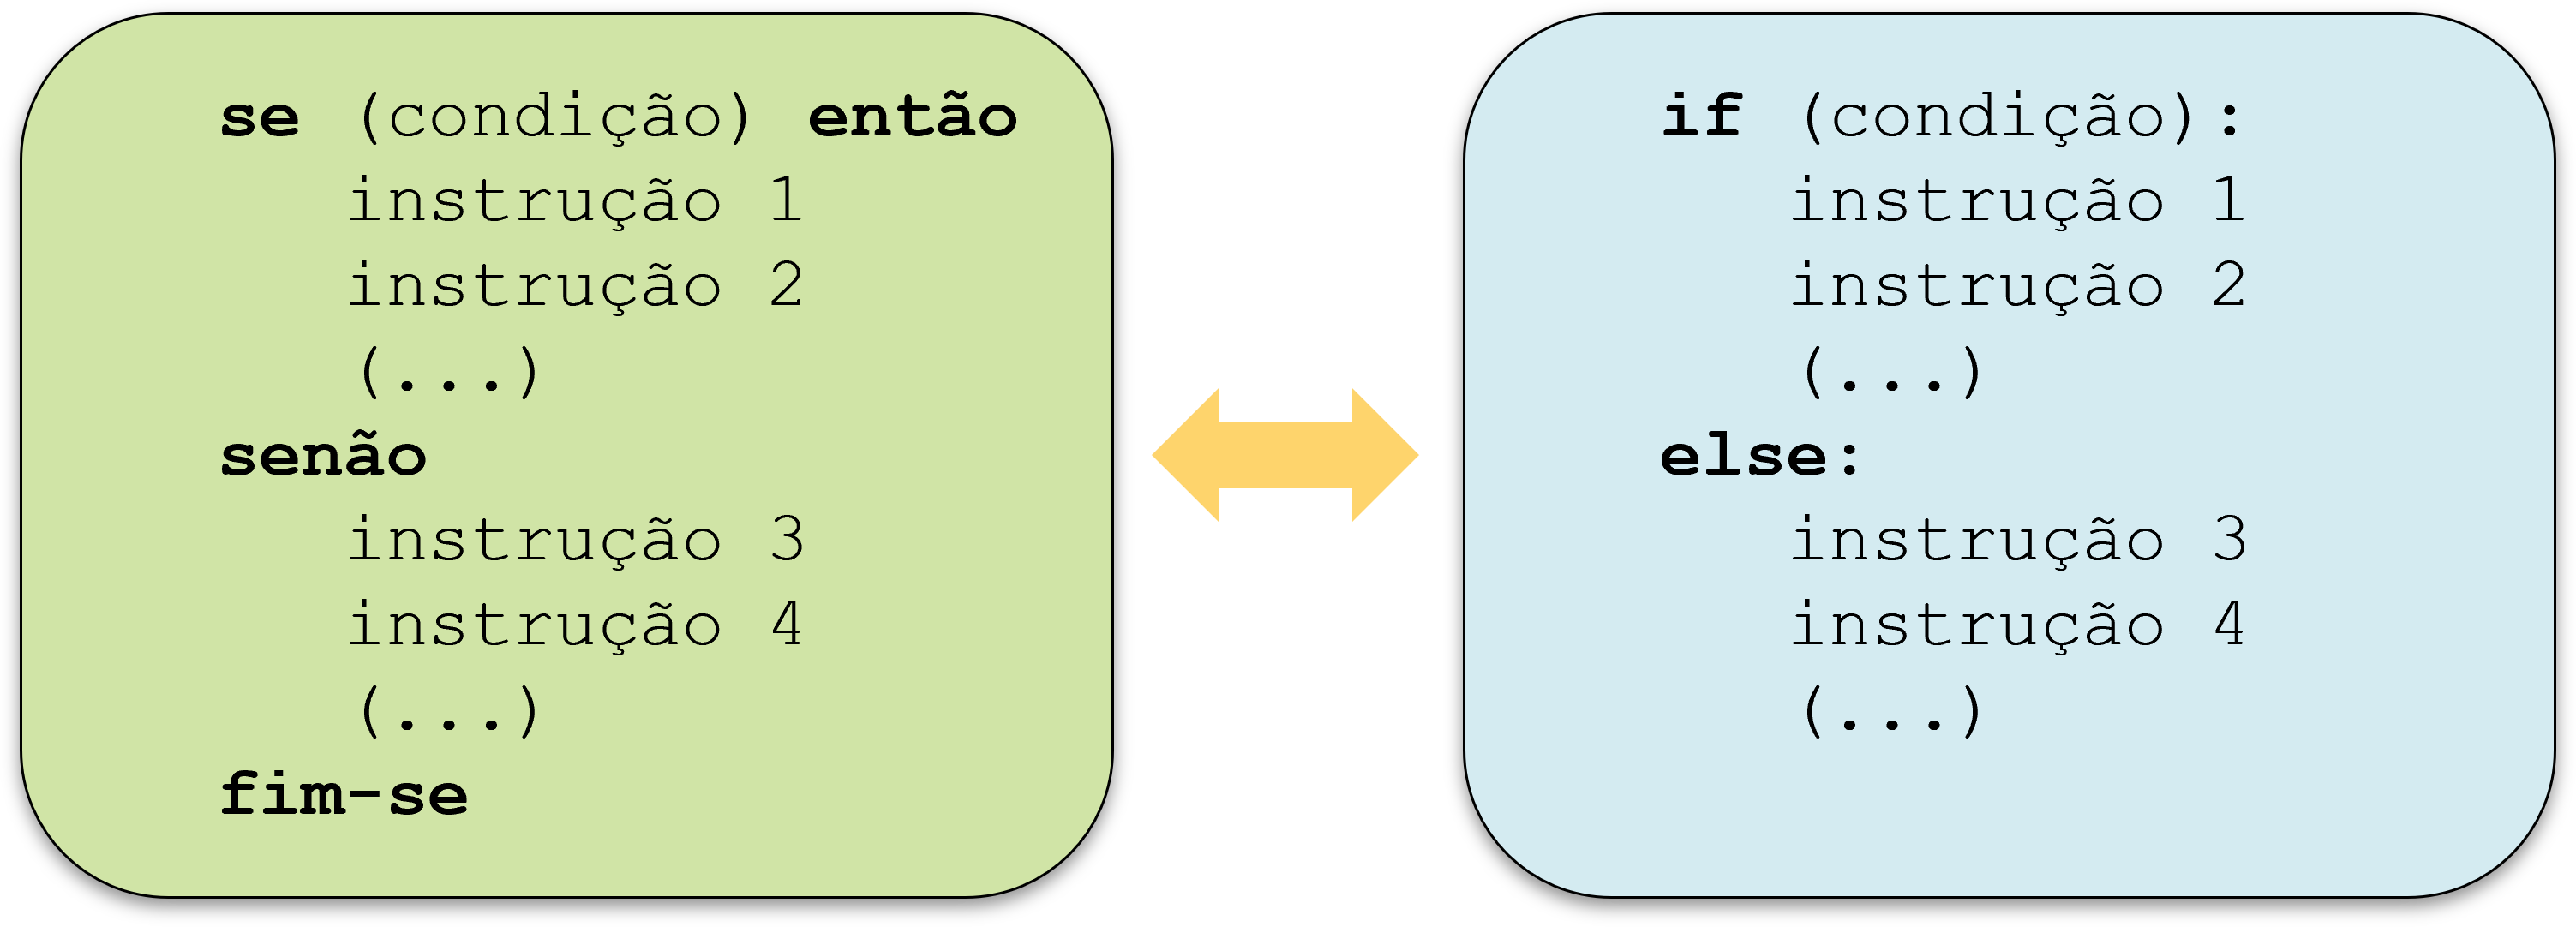 se (condição) então
instrução 1
instrução 2
(...)
senão
instrução 3
instrução 4
(...)
fim-se
if (condição):
instrução 1
instrução 2
(...)
else:
instrução 3
instrução 4
(...)